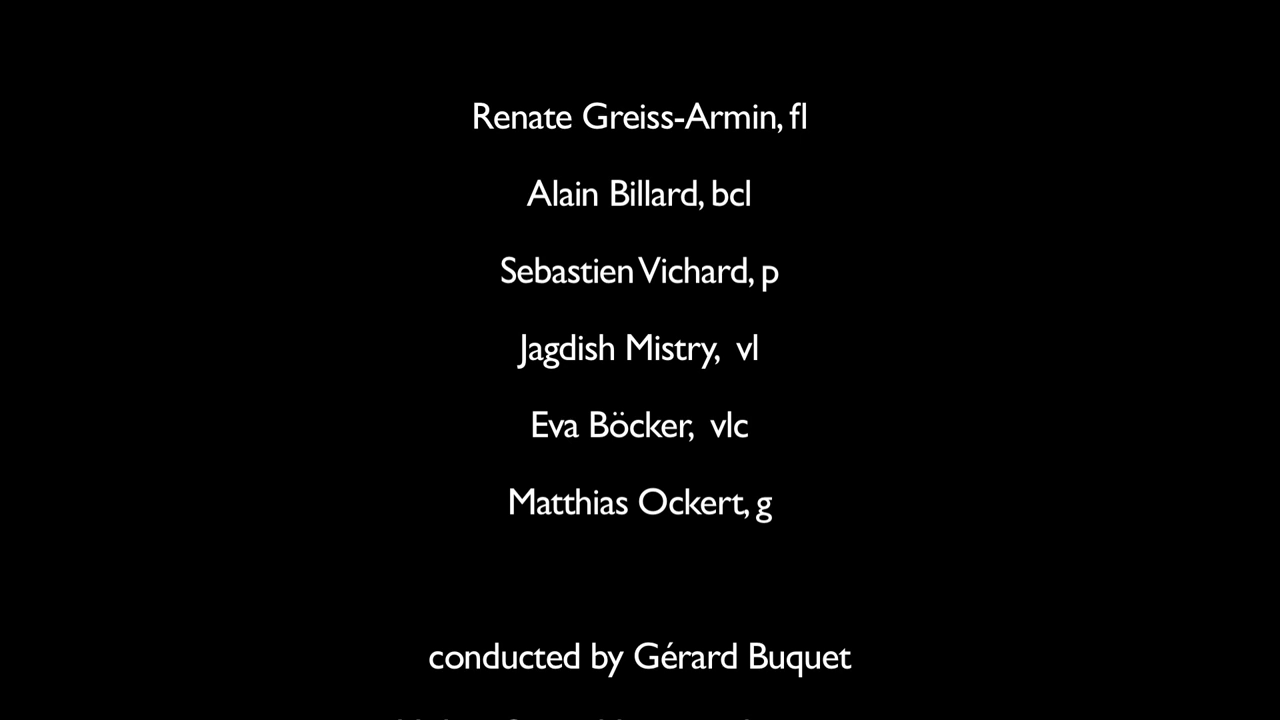 Renate Greiss-Armin, fl
Alain Billard, bcl
Sebastien Vichard, p
Jagdish Mistry, vl
Eva Böcker, vlc
Matthias Ockert, g
conducted by Gérard Buquet